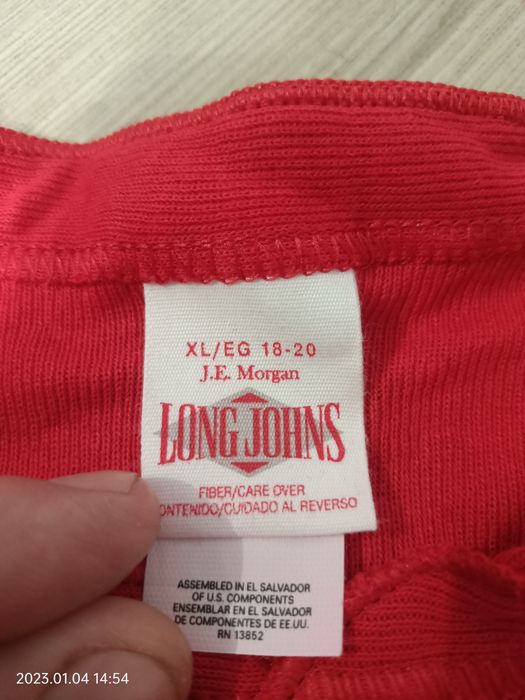 XL/EG 18-20
J.E. Morgan
LONG JOHNS
FIBER/CARE OVER
ONTENIDO/CUIDADO AL REVERSO
ASSEMBLED IN EL SALVADOR
OF U.S. COMPONENTS
ENSEMBLAR EN EL SALVADOR
DE COMPONENTES DE EE.UU.
RN 13852
2023.01.04 14:54